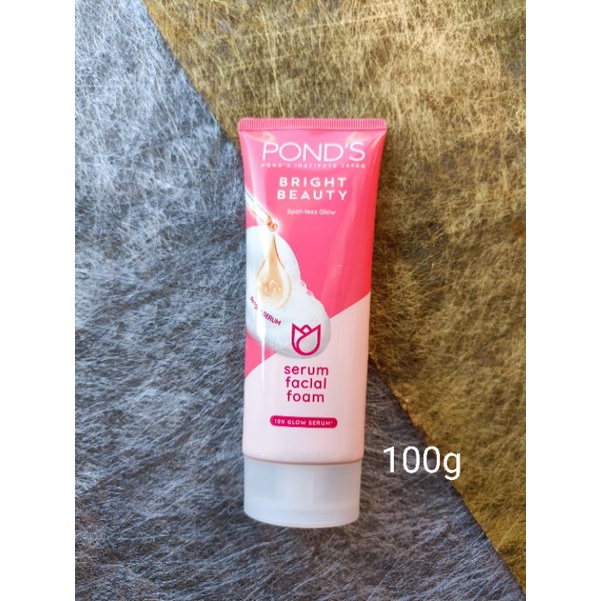 POND'S
POND'S INSTITUTE JAPAN
BRIGHT
BEAUTY
Spot-less Glow
SERUM
serum
facial
foam
10X GLOW SERUM*
100g